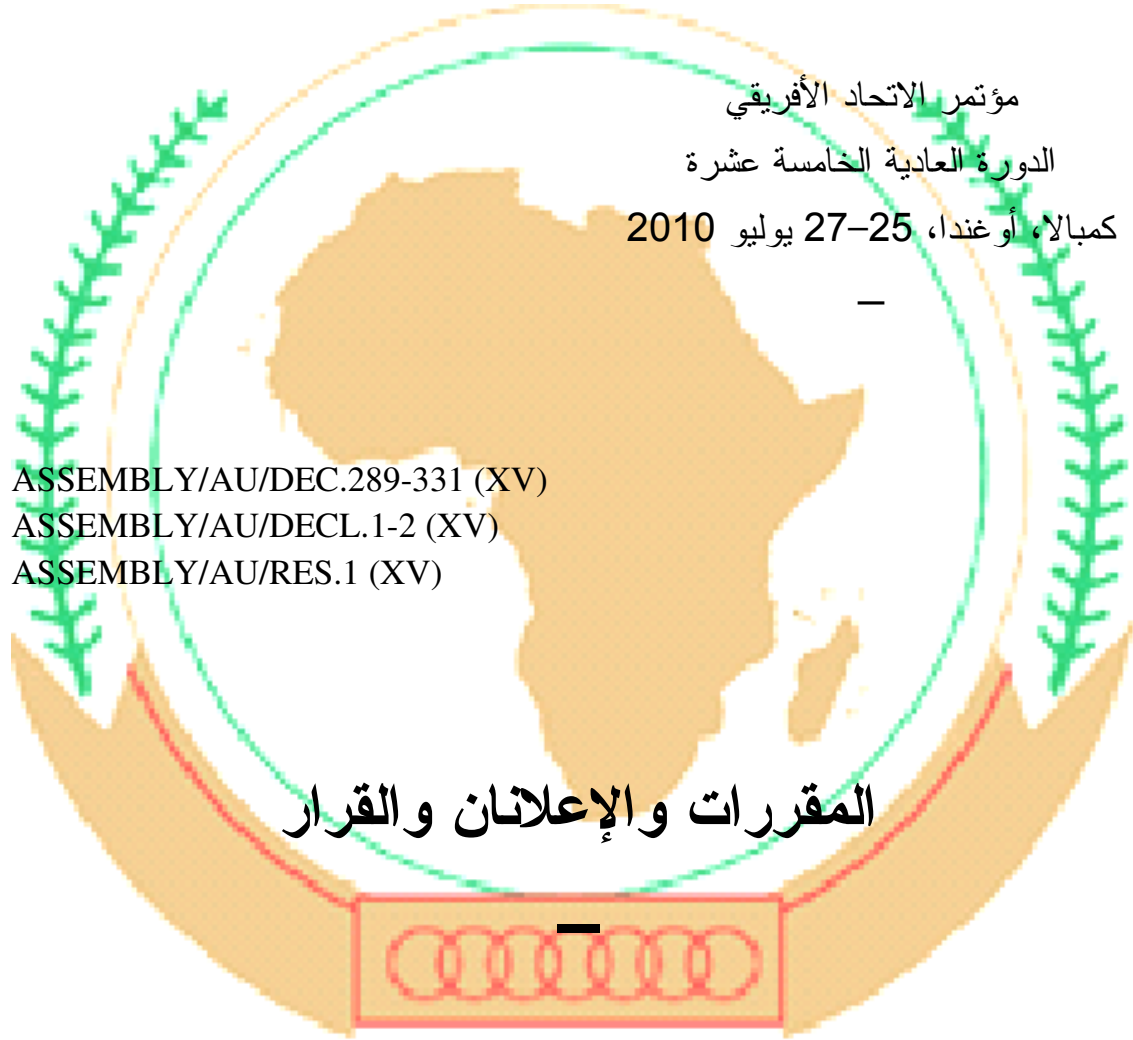 مؤتمر الاتحاد الأفريقي
الدورة العادية الخامسة عشرة
كمبالا، أوغندا، 25–27 يوليو 2010
–
ASSEMBLY/AU/DEC.289-331 (XV)
ASSEMBLY/AU/DECL.1-2 (XV)
ASSEMBLY/AU/RES.1 (XV)
المقررات والإعلانان والقرار
–